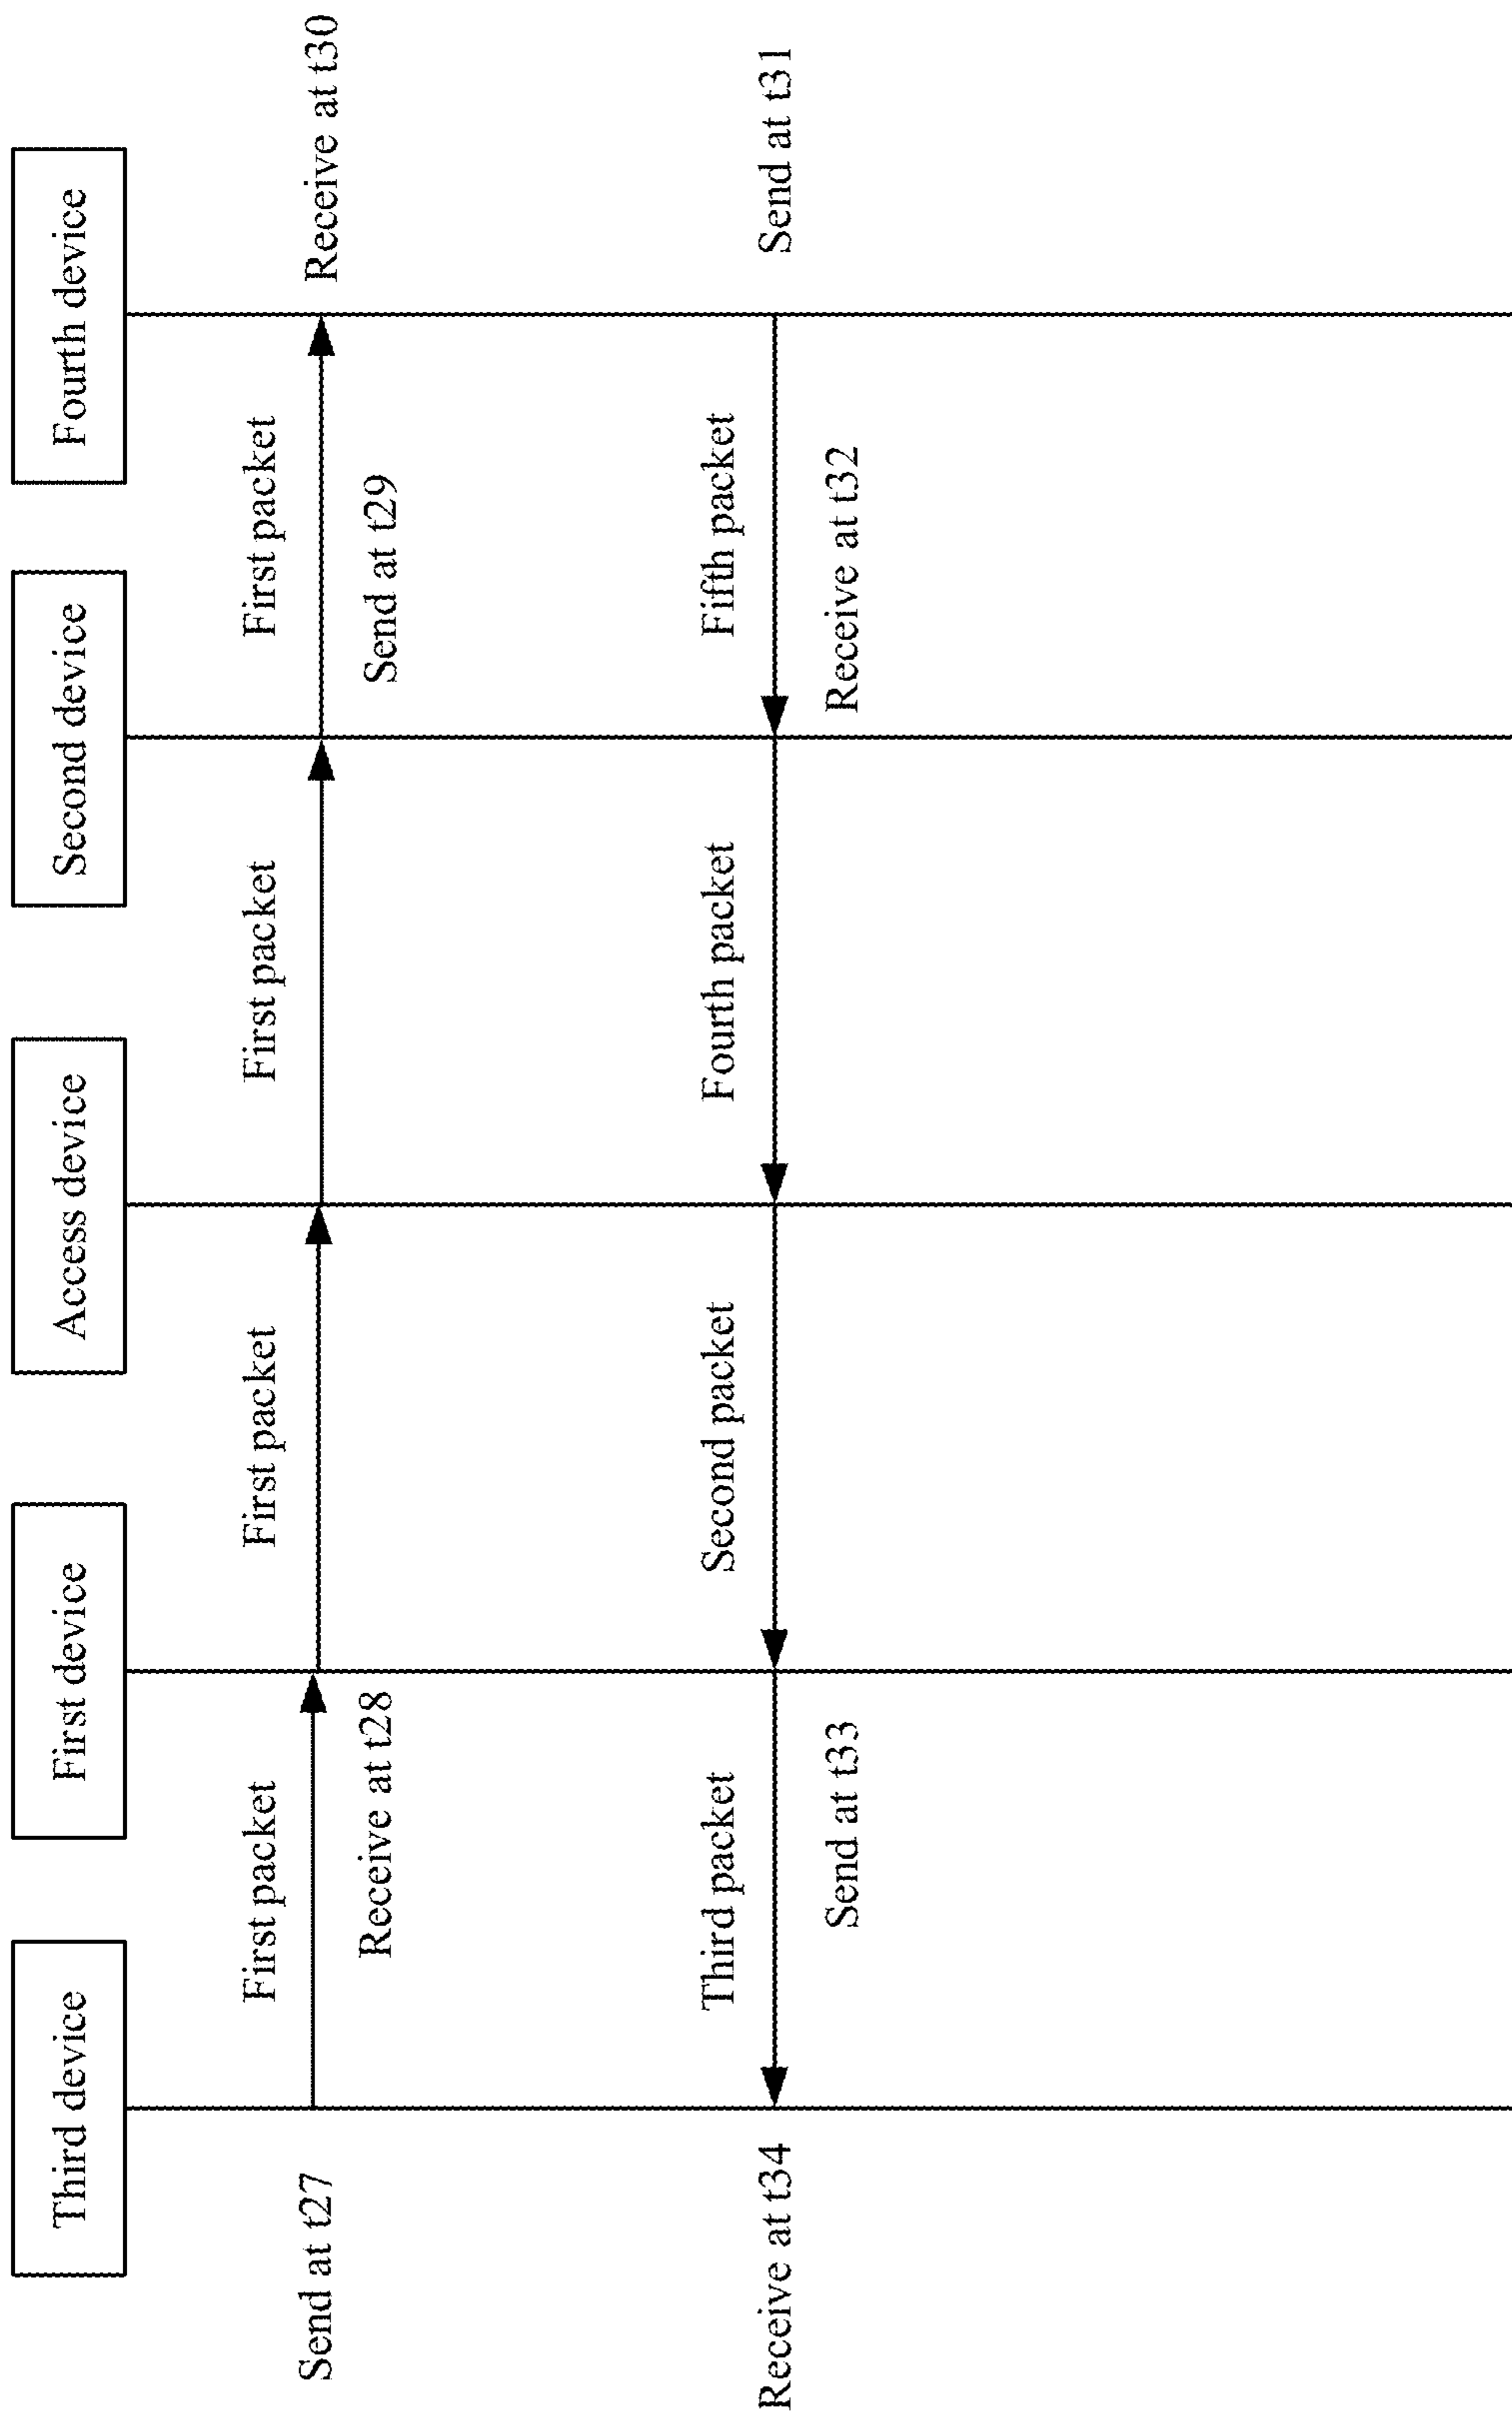 Third device
First device
Access device
Second device
Fourth device
First packet
First packet
First packet
First packet
Send at t27
Receive at t30
Receive at t28
Send at t29
Third packet
Second packet
Fourth packet
Fifth packet
Receive at t34
Send at t31
Send at t33
Receive at t32